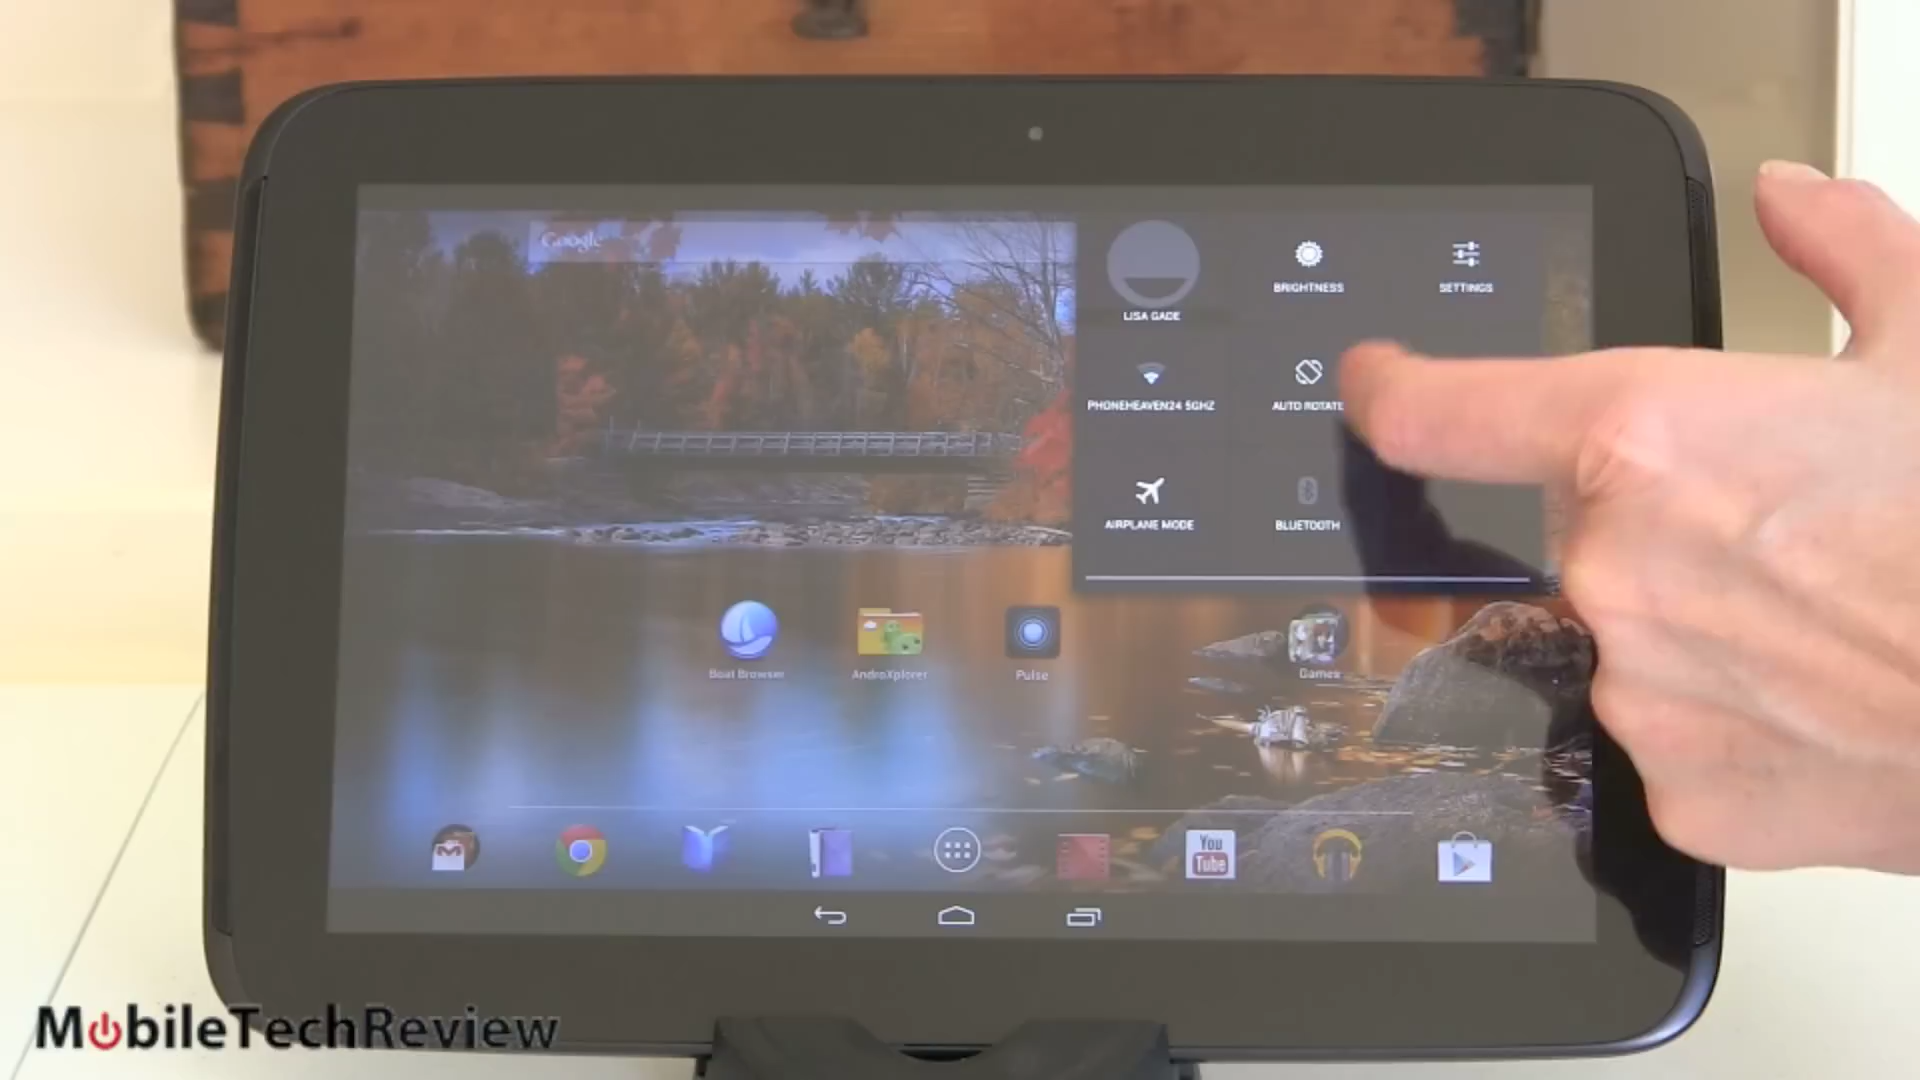 Google
BRIGHTNESS
SETTINGS
LISA GADE
PHONEHEAVEN24 5GHZ
AUTO ROTATE
AIRPLANE MODE
BLUETOOTH
Boat Browser
AndroXplorer
Pulse
Games
You
Tube
MobileTechReview